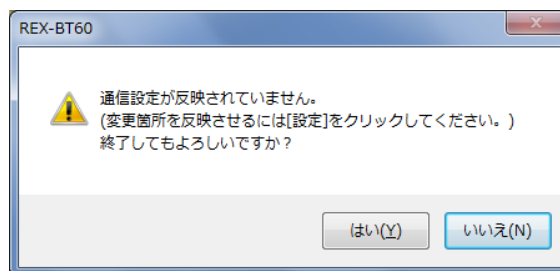 REX-BT60
通信設定が反映されていません。
(変更箇所を反映させるには[設定]をクリックしてください。)
終了してもよろしいですか？
はい(Y)
いいえ(N)